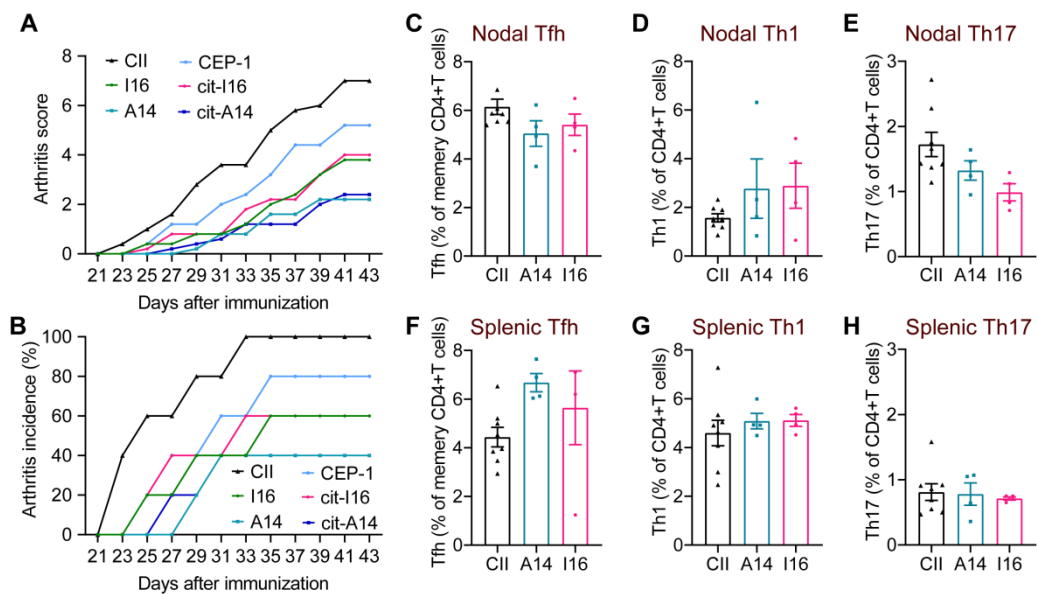 A
Arthritis score
8
6
4
2
0
CII
I16
A14
CEP-1
cit-I16
cit-A14
21 23 25 27 29 31 33 35 37 39 41 43
Days after immunization
B
Arthritis incidence (%)
100
80
60
40
20
0
CII
I16
A14
CEP-1
cit-I16
cit-A14
21 23 25 27 29 31 33 35 37 39 41 43
Days after immunization
C
Nodal Tfh
Tfh (% of memery CD4+T cells)
8
6
4
2
0
CII A14 I16
D
Nodal Th1
Th1 (% of CD4+T cells)
8
6
4
2
0
CII A14 I16
E
Nodal Th17
Th17 (% of CD4+T cells)
3
2
1
0
CII A14 I16
F
Splenic Tfh
Tfh (% of memery CD4+T cells)
8
6
4
2
0
CII A14 I16
G
Splenic Th1
Th1 (% of CD4+T cells)
8
6
4
2
0
CII A14 I16
H
Splenic Th17
Th17 (% of CD4+T cells)
3
2
1
0
CII A14 I16